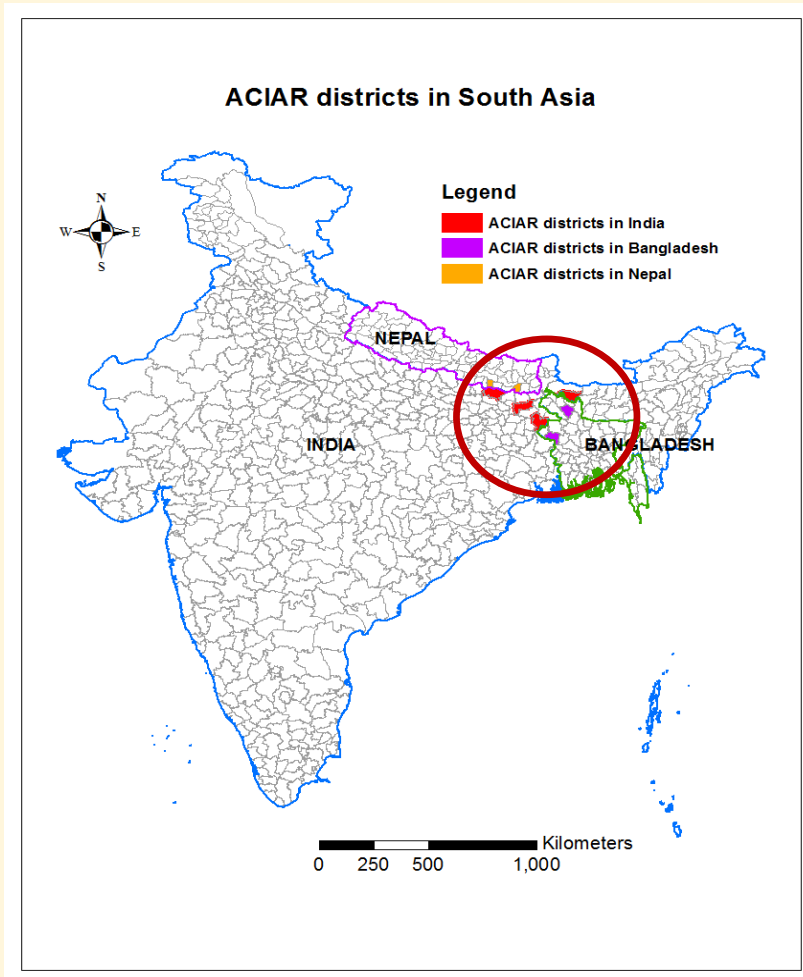 ACIAR districts in South Asia
N
W E
S
Legend
ACIAR districts in India
ACIAR districts in Bangladesh
ACIAR districts in Nepal
NEPAL
INDIA
BANGLADESH
Kilometers
0 250 500 1,000